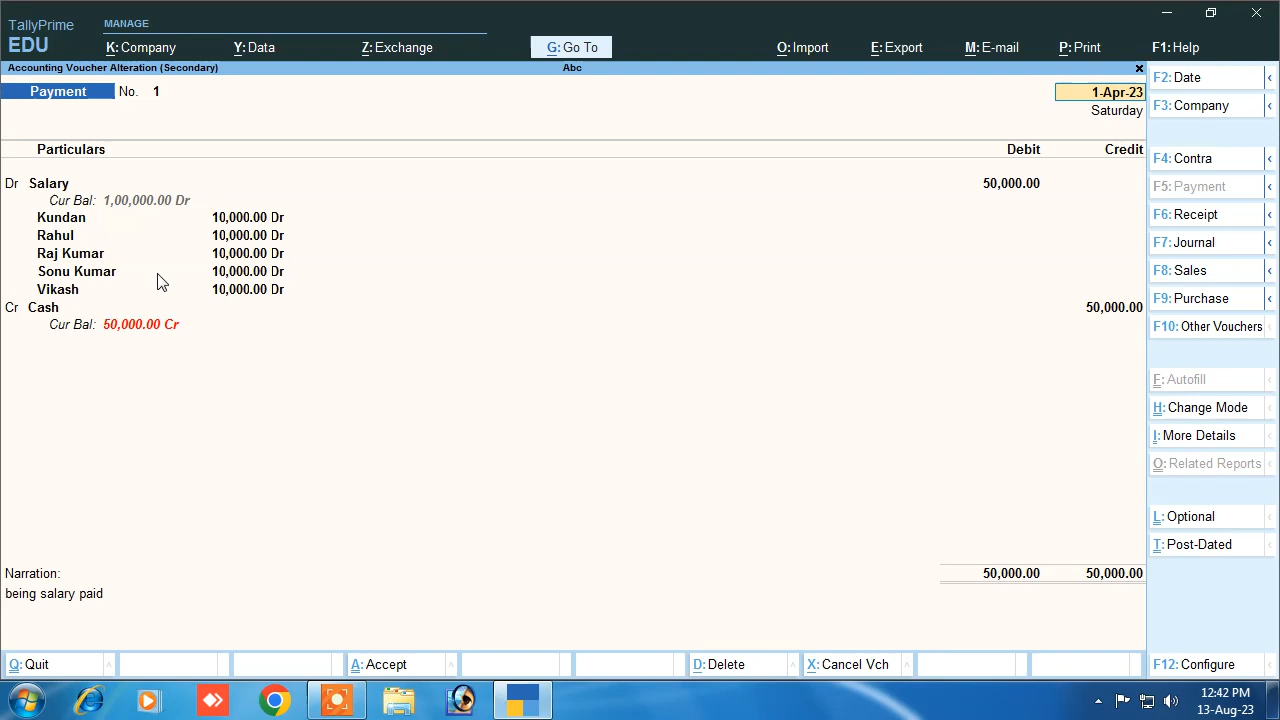 TallyPrime
EDU
MANAGE
K: Company
Y: Data
Z: Exchange
G: Go To
O: Import
E: Export
M: E-mail
P: Print
F1: Help
Accounting Voucher Alteration (Secondary)
Abc
Payment No. 1
1-Apr-23
Saturday
Particulars Debit Credit
Dr Salary 50,000.00
Cur Bal: 1,00,000.00 Dr
Kundan 10,000.00 Dr
Rahul 10,000.00 Dr
Raj Kumar 10,000.00 Dr
Sonu Kumar 10,000.00 Dr
Vikash 10,000.00 Dr
Cr Cash 50,000.00
Cur Bal: 50,000.00 Cr
Narration: 50,000.00 50,000.00
being salary paid
F2: Date
F3: Company
F4: Contra
F5: Payment
F6: Receipt
F7: Journal
F8: Sales
F9: Purchase
F10: Other Vouchers
F: Autofill
H: Change Mode
I: More Details
O: Related Reports
L: Optional
T: Post-Dated
Q: Quit
A: Accept
D: Delete
X: Cancel Vch
F12: Configure
12:42 PM
13-Aug-23